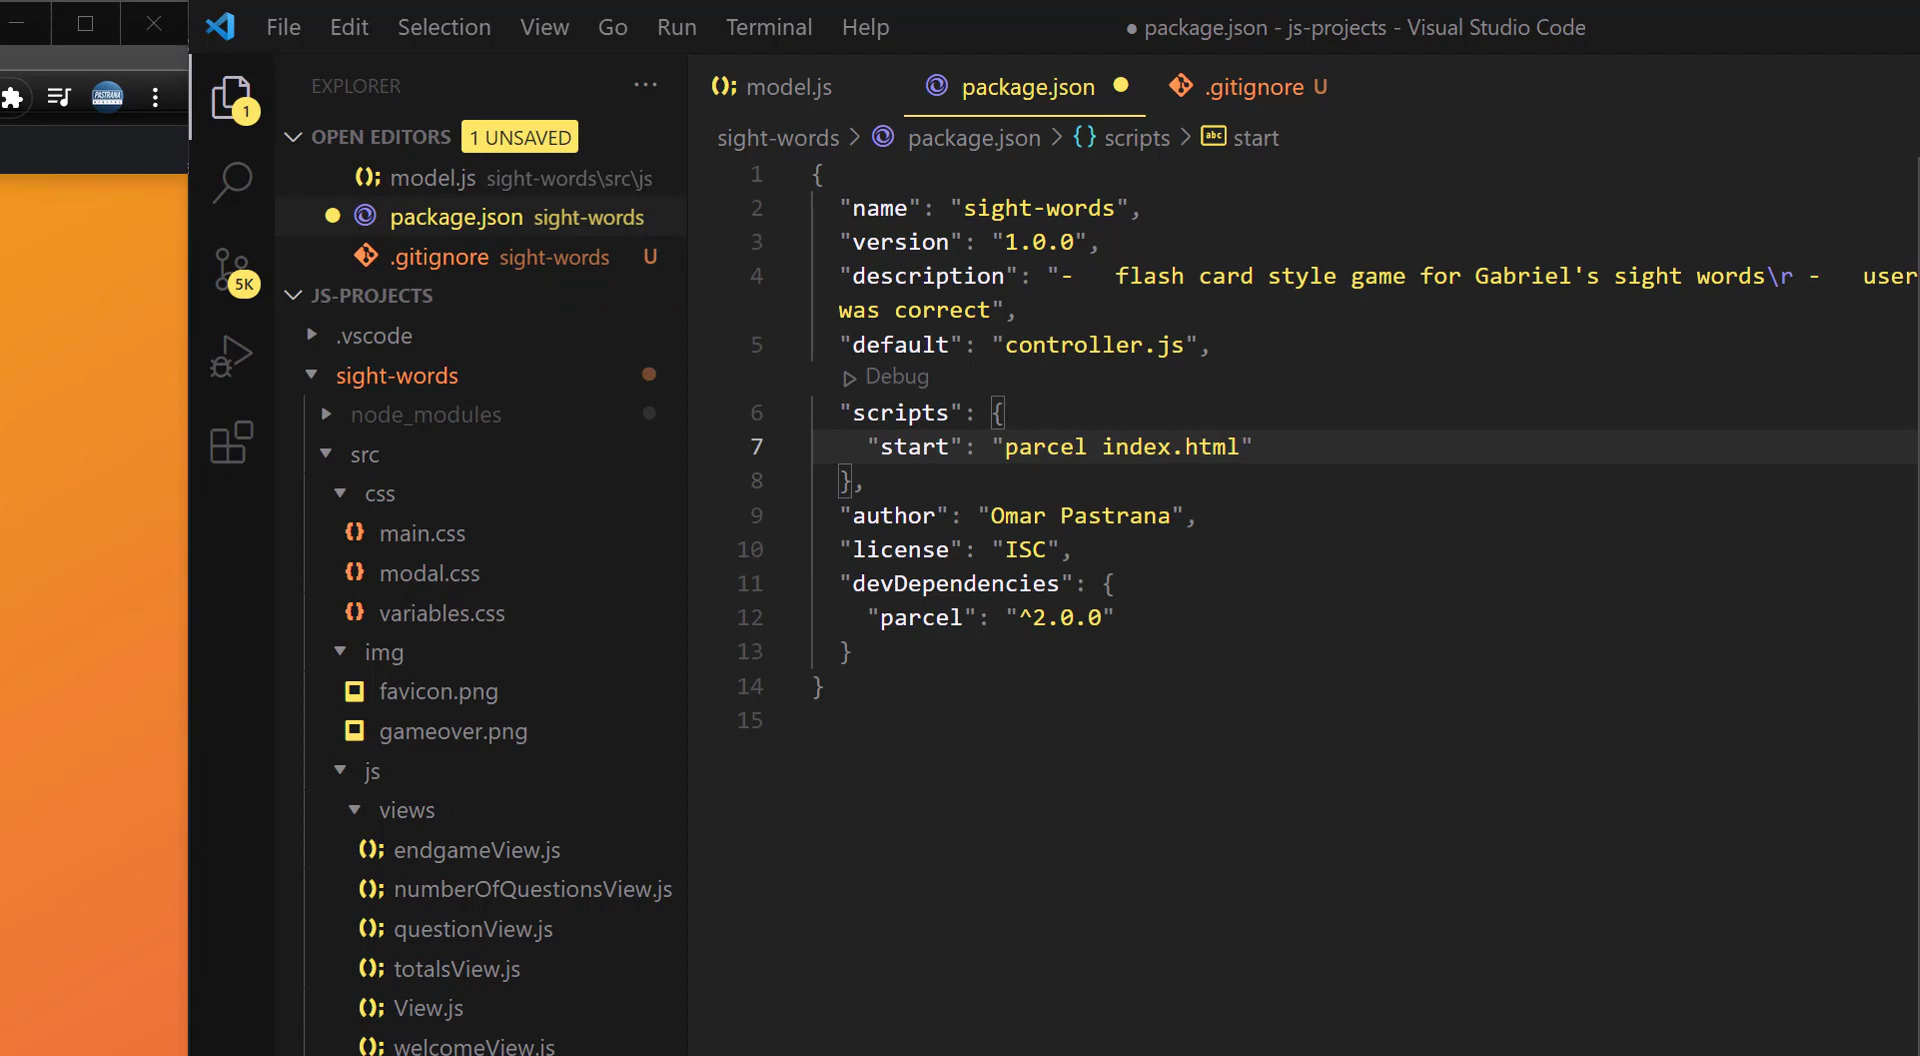 File Edit Selection View Go Run Terminal Help
● package.json - js-projects - Visual Studio Code
PASTRANA
EXPLORER ...
OPEN EDITORS 1 UNSAVED
model.js sight-words\src\js
package.json sight-words
.gitignore sight-words U
JS-PROJECTS
.vscode
sight-words
node_modules
src
css
main.css
modal.css
variables.css
img
favicon.png
gameover.png
js
views
endgameView.js
numberOfQuestionsView.js
questionView.js
totalsView.js
View.js
welcomeView.js
1
5K
model.js package.json ● .gitignore U
sight-words > package.json > {} scripts > abc start
1 {
2 "name": "sight-words",
3 "version": "1.0.0",
4 "description": "-   flash card style game for Gabriel's sight words\r -   user
was correct",
5 "default": "controller.js",
Debug
6 "scripts": {
7 "start": "parcel index.html"
8 },
9 "author": "Omar Pastrana",
10 "license": "ISC",
11 "devDependencies": {
12 "parcel": "^2.0.0"
13 }
14 }
15